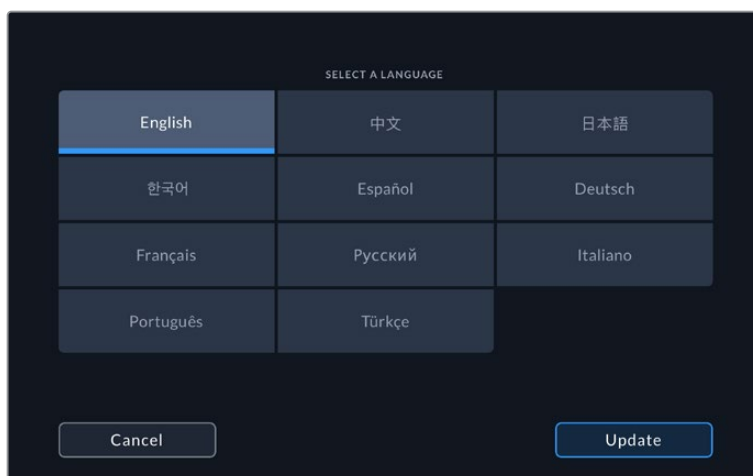 SELECT A LANGUAGE
English 中文 日本語
한국어 Español Deutsch
Français Русский Italiano
Português Türkçe
Cancel Update